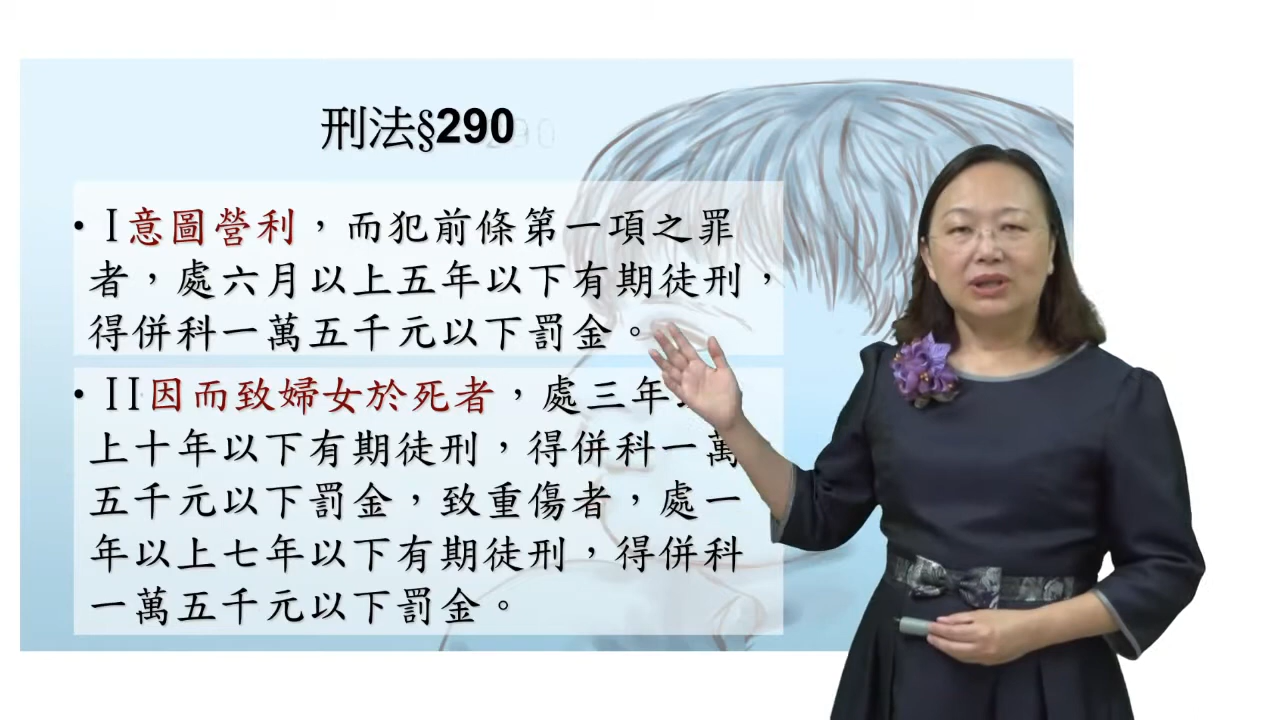 刑法§290
• I意圖營利，而犯前條第一項之罪
者，處六月以上五年以下有期徒刑，
得併科一萬五千元以下罰金。
• II因而致婦女於死者，處三年
上十年以下有期徒刑，得併科一萬
五千元以下罰金，致重傷者，處一
年以上七年以下有期徒刑，得併科
一萬五千元以下罰金。